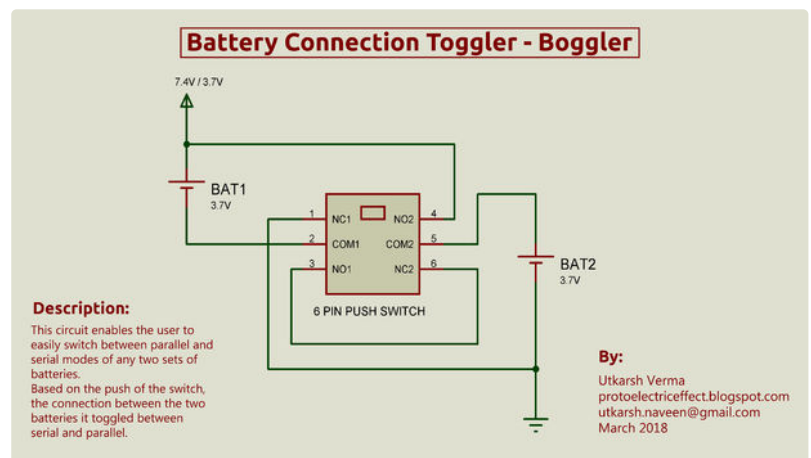 Battery Connection Toggler - Boggler
7.4V / 3.7V
BAT1
3.7V
1 NC1 NO2 4
2 COM1 COM2 5
3 NO1 NC2 6
6 PIN PUSH SWITCH
BAT2
3.7V
Description:
This circuit enables the user to
easily switch between parallel and
serial modes of any two sets of
batteries.
Based on the push of the switch,
the connection between the two
batteries it toggled between
serial and parallel.
By:
Utkarsh Verma
protoelectriceffect.blogspot.com
utkarsh.naveen@gmail.com
March 2018